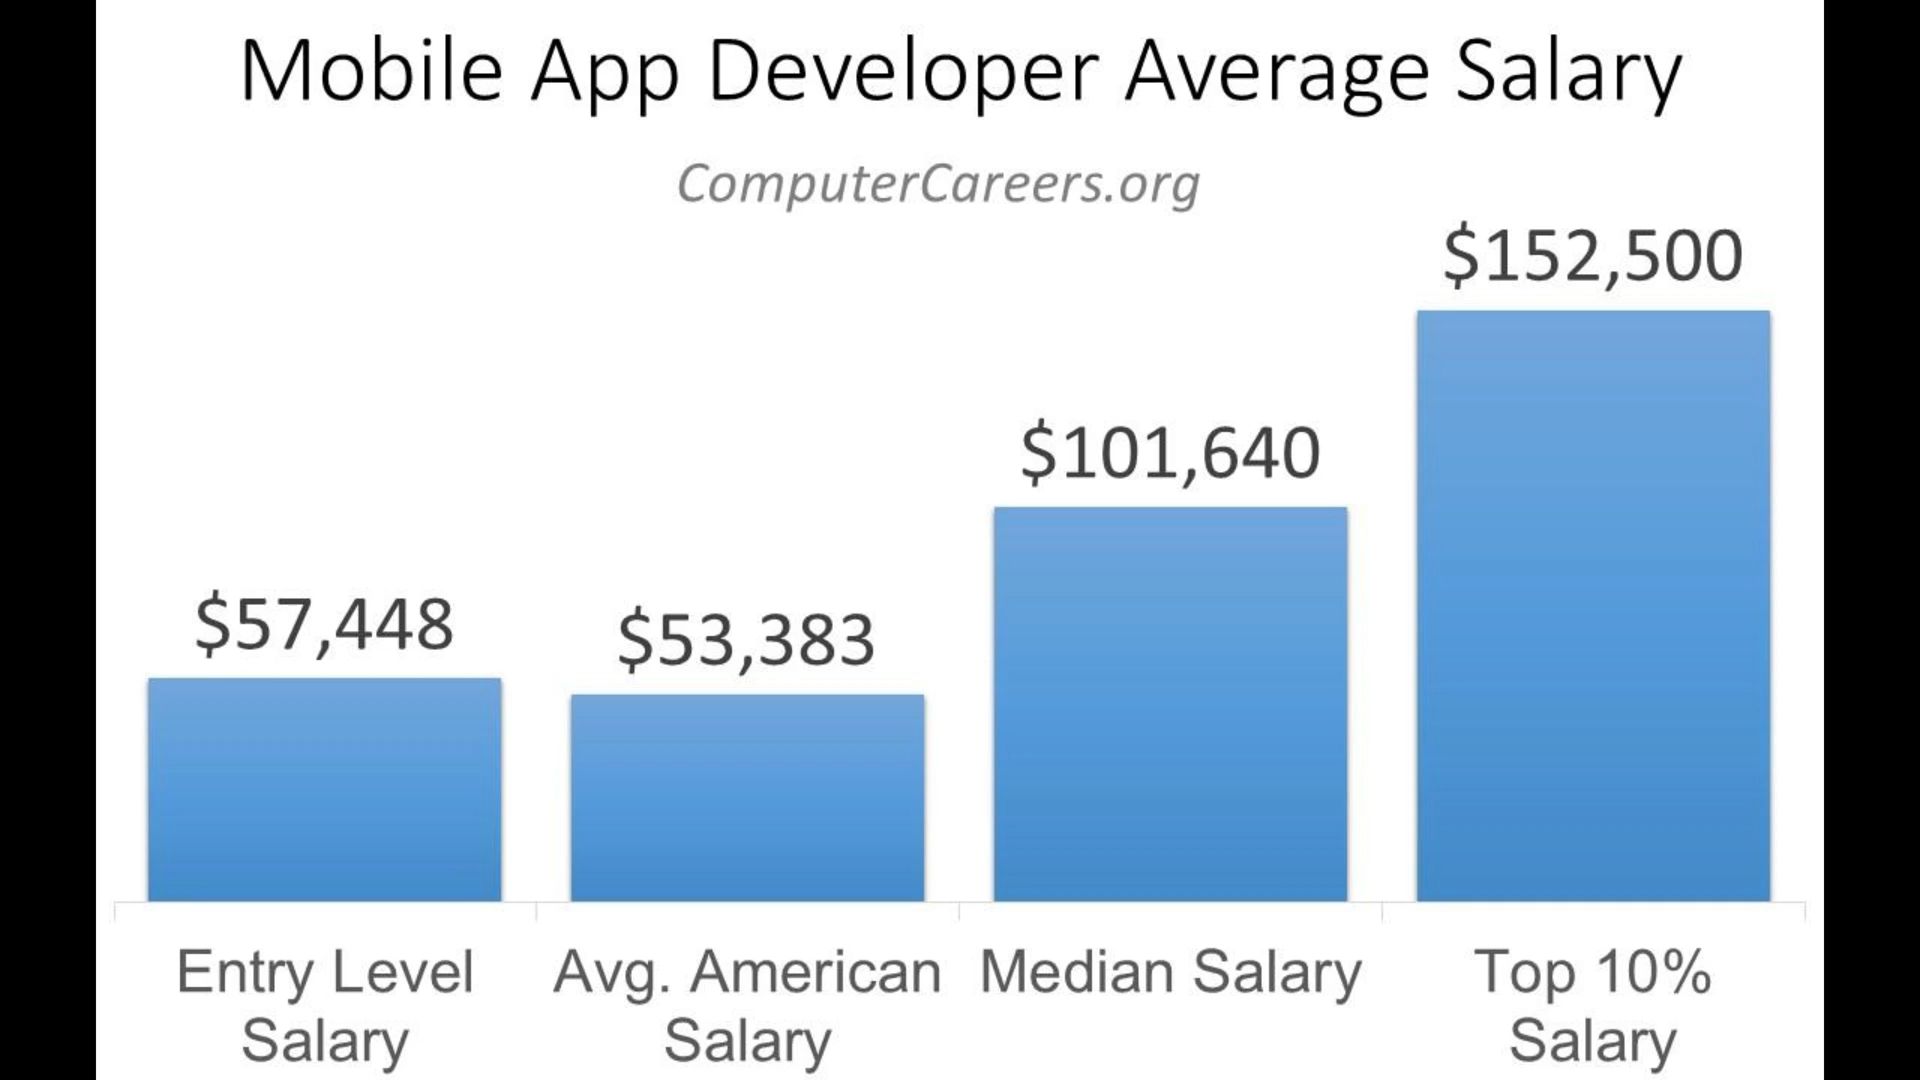 Mobile App Developer Average Salary
ComputerCareers.org
$152,500
$101,640
$57,448
$53,383
Entry Level
Salary
Avg. American
Salary
Median Salary
Top 10%
Salary